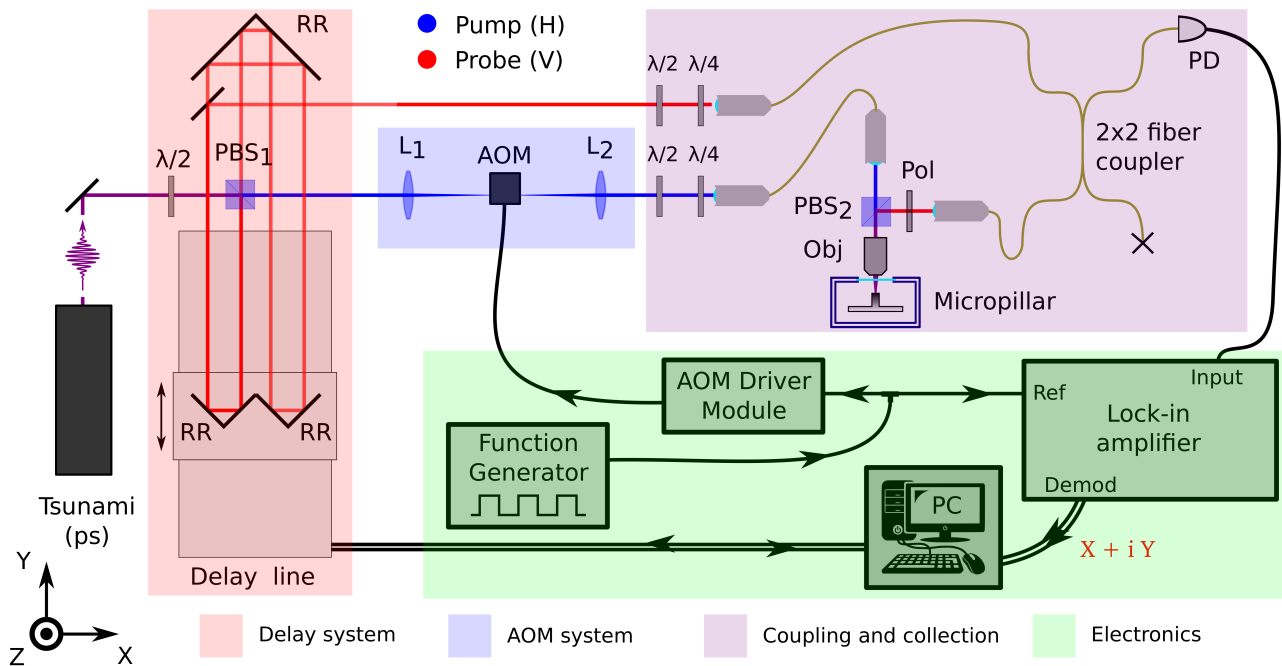 RR
Pump (H)
Probe (V)
PD
λ/2 λ/4
2x2 fiber
coupler
λ/2
PBS1
L1
AOM
L2
λ/2 λ/4
Pol
PBS2
Obj
Micropillar
RR
RR
AOM Driver
Module
Input
Ref
Lock-in
amplifier
Demod
Function
Generator
PC
X + i Y
Tsunami
(ps)
Delay line
Y
Z
X
Delay system
AOM system
Coupling and collection
Electronics